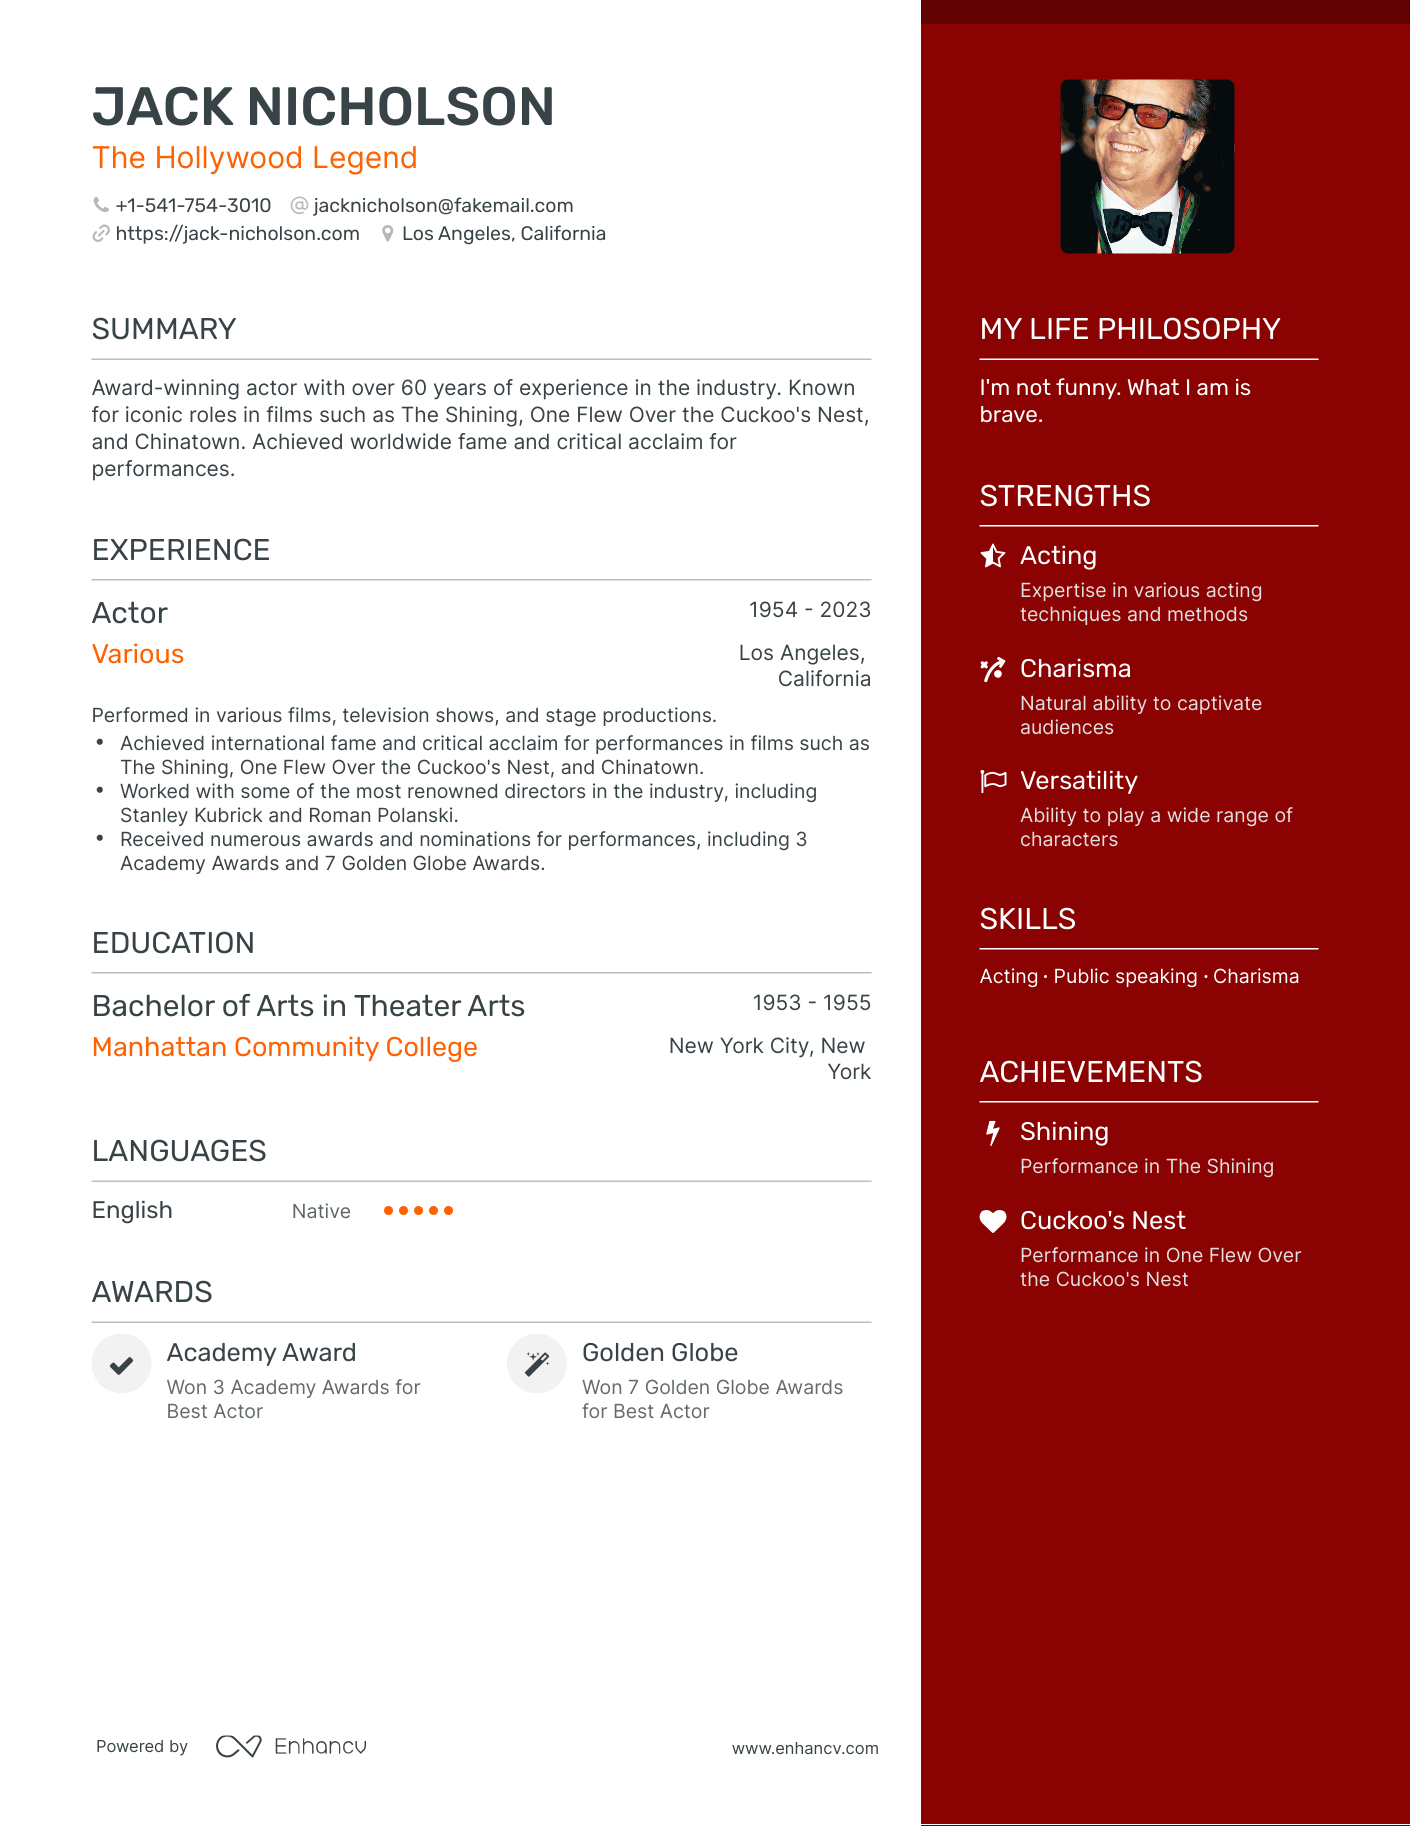 JACK NICHOLSON
The Hollywood Legend
+1-541-754-3010 @ jacknicholson@fakemail.com
https://jack-nicholson.com Los Angeles, California
SUMMARY
Award-winning actor with over 60 years of experience in the industry. Known
for iconic roles in films such as The Shining, One Flew Over the Cuckoo's Nest,
and Chinatown. Achieved worldwide fame and critical acclaim for
performances.
EXPERIENCE
Actor 1954 - 2023
Various Los Angeles,
California
Performed in various films, television shows, and stage productions.
• Achieved international fame and critical acclaim for performances in films such as
The Shining, One Flew Over the Cuckoo's Nest, and Chinatown.
• Worked with some of the most renowned directors in the industry, including
Stanley Kubrick and Roman Polanski.
• Received numerous awards and nominations for performances, including 3
Academy Awards and 7 Golden Globe Awards.
EDUCATION
Bachelor of Arts in Theater Arts 1953 - 1955
Manhattan Community College New York City, New
York
LANGUAGES
English Native
AWARDS
Academy Award
Won 3 Academy Awards for
Best Actor
Golden Globe
Won 7 Golden Globe Awards
for Best Actor
MY LIFE PHILOSOPHY
I'm not funny. What I am is
brave.
STRENGTHS
Acting
Expertise in various acting
techniques and methods
Charisma
Natural ability to captivate
audiences
Versatility
Ability to play a wide range of
characters
SKILLS
Acting · Public speaking · Charisma
ACHIEVEMENTS
Shining
Performance in The Shining
Cuckoo's Nest
Performance in One Flew Over
the Cuckoo's Nest
Powered by Enhancv www.enhancv.com